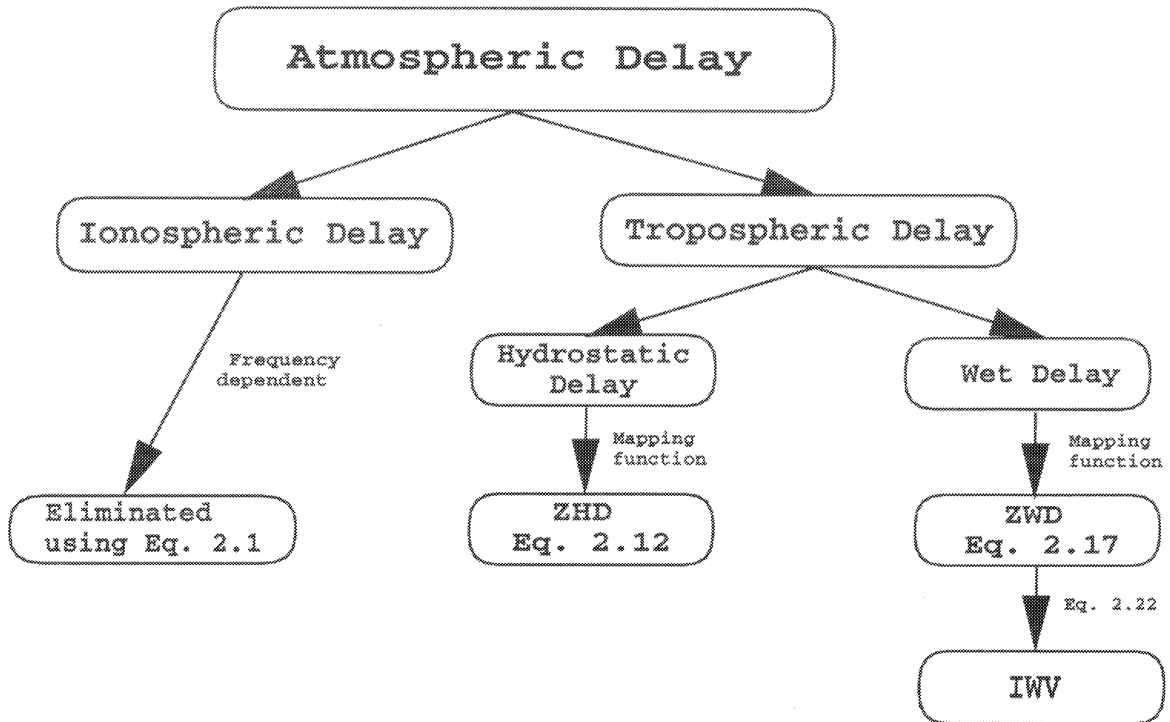 Atmospheric Delay
Ionospheric Delay
Tropospheric Delay
Frequency
dependent
Hydrostatic
Delay
Wet Delay
Mapping
function
Mapping
function
Eliminated
using Eq. 2.1
ZHD
Eq. 2.12
ZWD
Eq. 2.17
Eq. 2.22
IWV